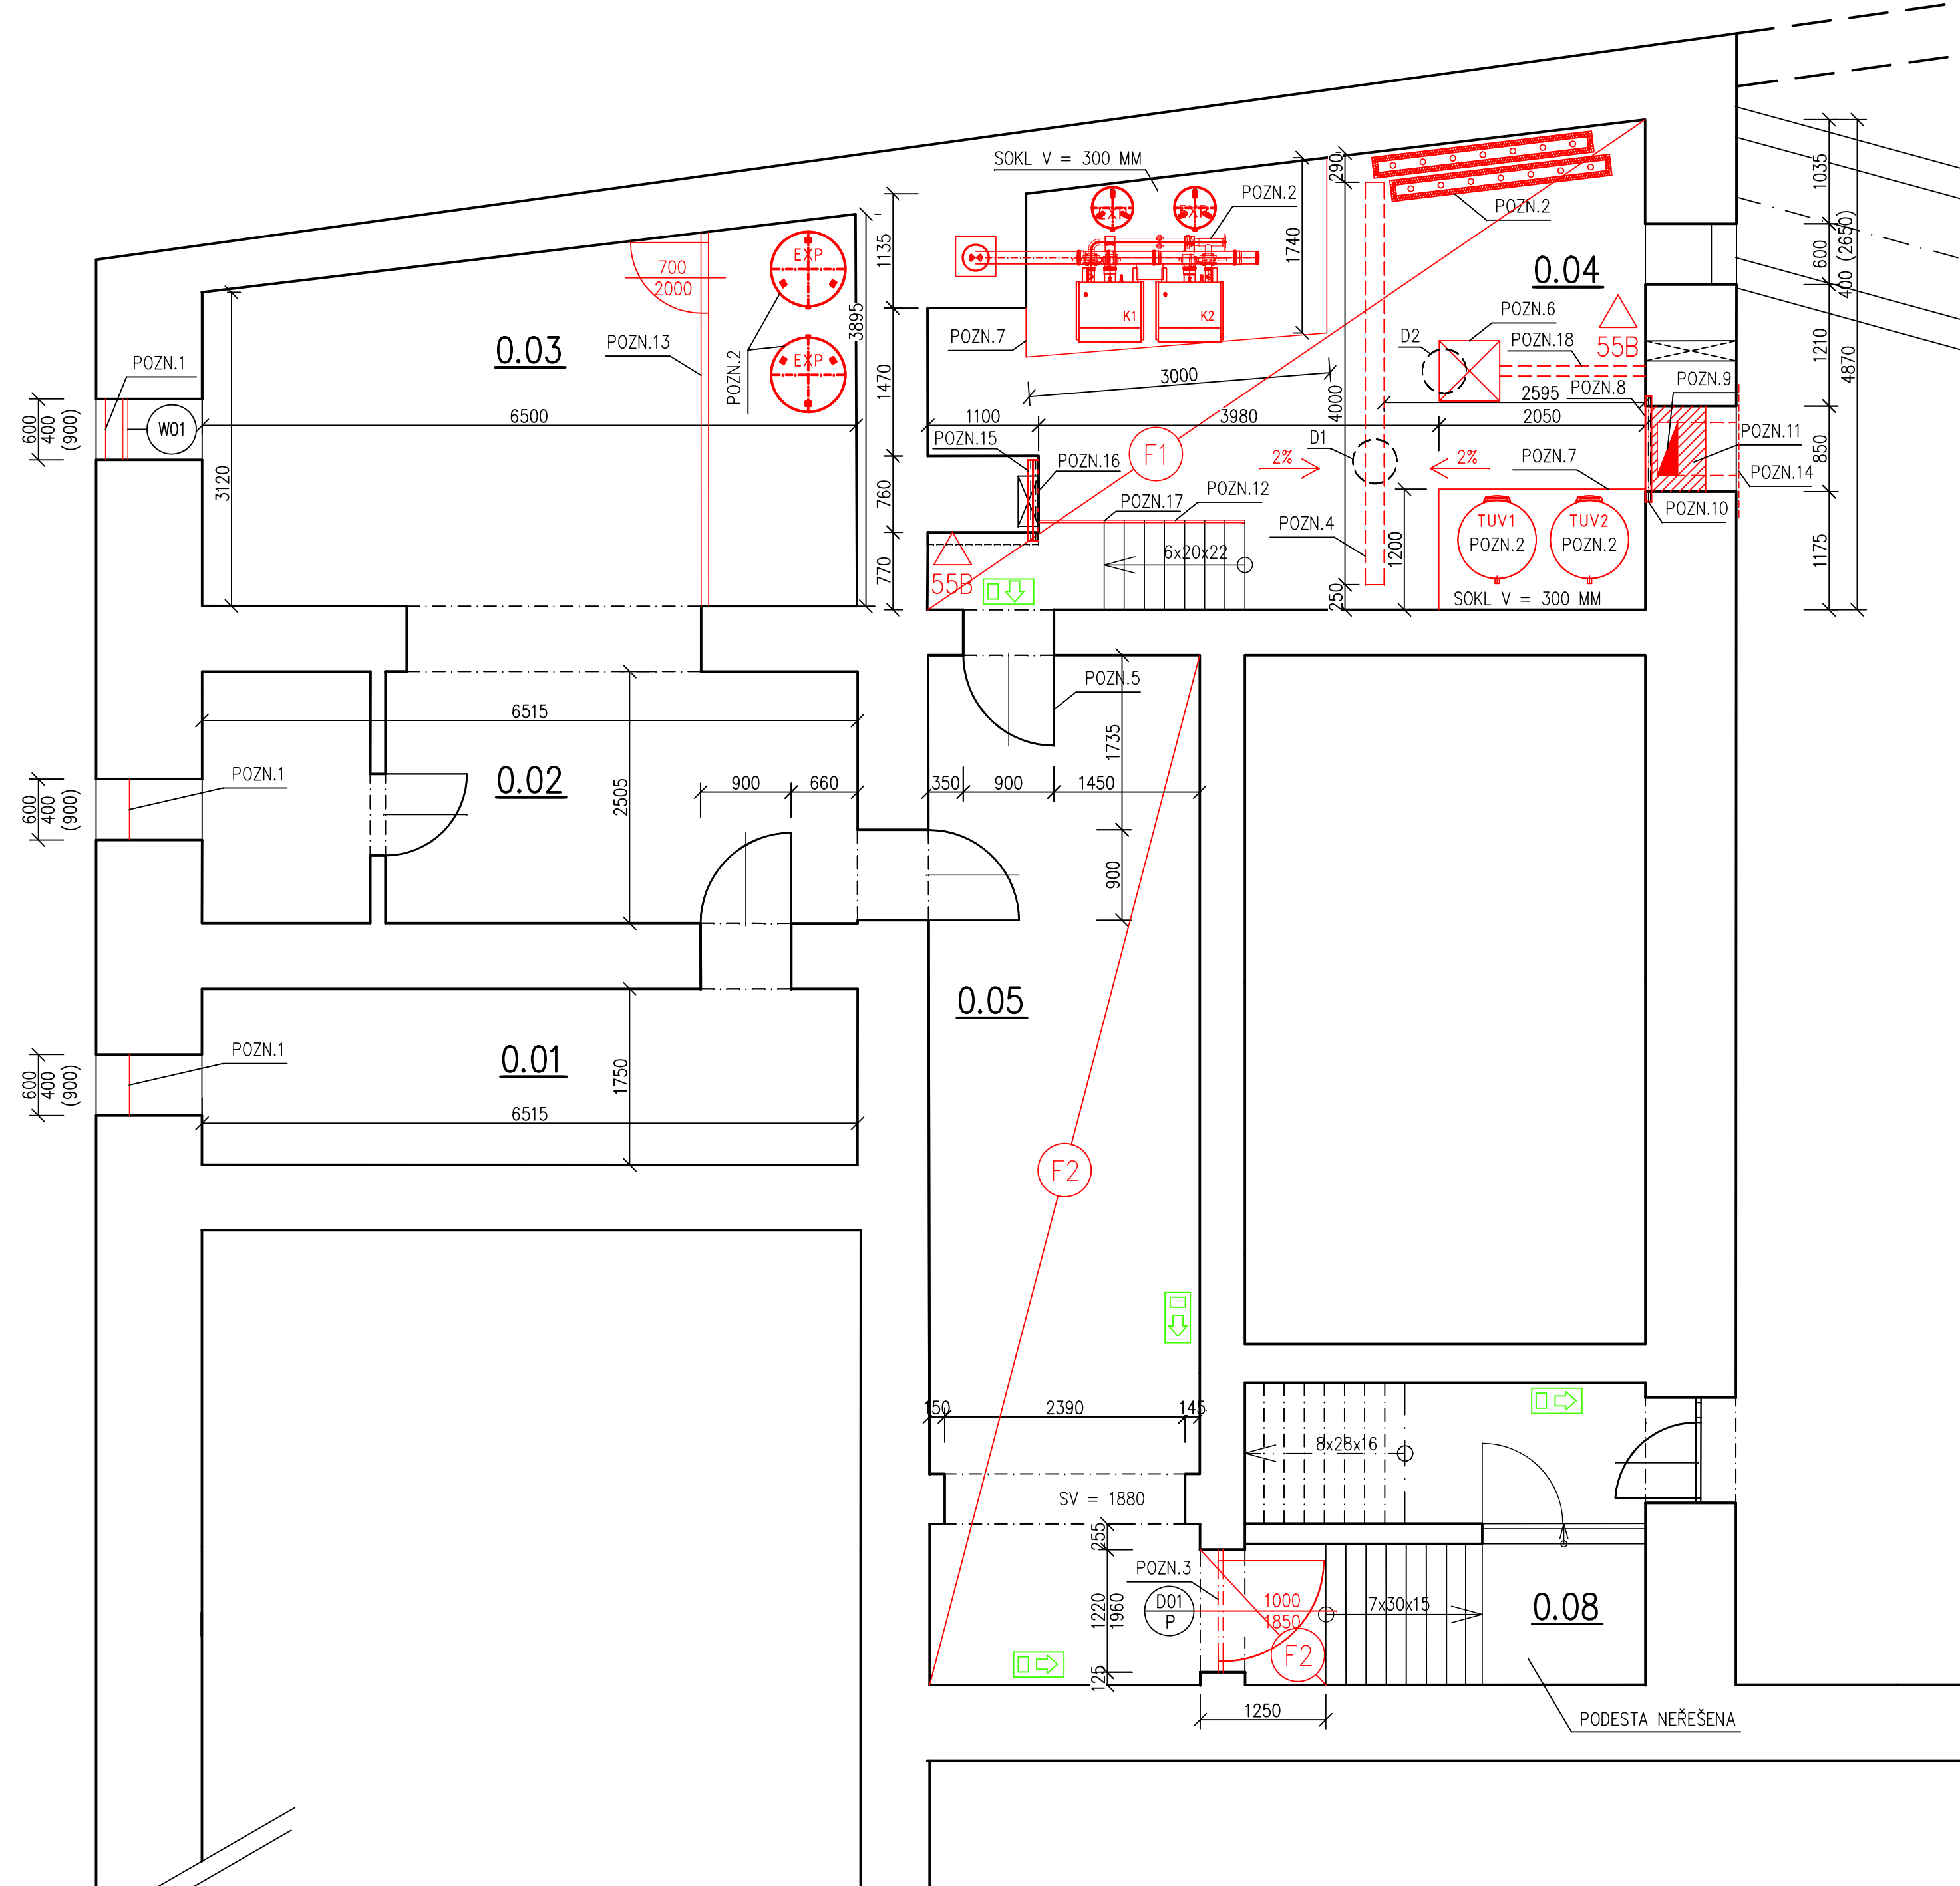 SOKL V = 300 MM
POZN.2
290
POZN.2
1035
1135
EXP
EXP
EXP
1740
0.04
600
400 (2650)
700
2000
K1
K2
POZN.7
POZN.6
D2
POZN.18
55B
0.03
POZN.13
3895
POZN.2
EXP
1210
4870
POZN.1
3000
POZN.8
POZN.9
1470
4000
2595
600
400
(900)
W01
6500
1100
3980
2050
POZN.15
D1
POZN.11
F1
POZN.16
2%
2%
POZN.7
850
POZN.14
3120
760
POZN.17
POZN.12
POZN.4
POZN.10
TUV1
POZN.2
TUV2
POZN.2
1200
6x20x22
1175
770
55B
250
SOKL V = 300 MM
POZN.5
6515
1735
POZN.1
0.02
900
660
350
900
1450
600
400
(900)
2505
900
0.05
POZN.1
0.01
600
400
(900)
1750
6515
F2
150
2390
145
8x28x16
SV = 1880
255
POZN.3
D01
P
1220
1960
1000
1850
7x30x15
0.08
F2
125
1250
PODESTA NEŘEŠENA